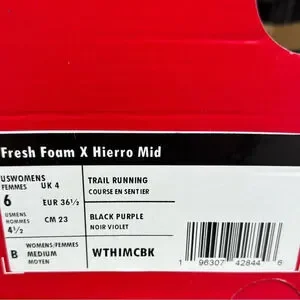 Fresh Foam X Hierro Mid
USWOMENS
FEMMES
6
UK 4
EUR 36½
USMENS
HOMMES
4½
CM 23
B
WOMENS/FEMMES
MEDIUM
MOYEN
TRAIL RUNNING
COURSE EN SENTIER
BLACK PURPLE
NOIR VIOLET
WTHIMCBK
1 96307 42844 6